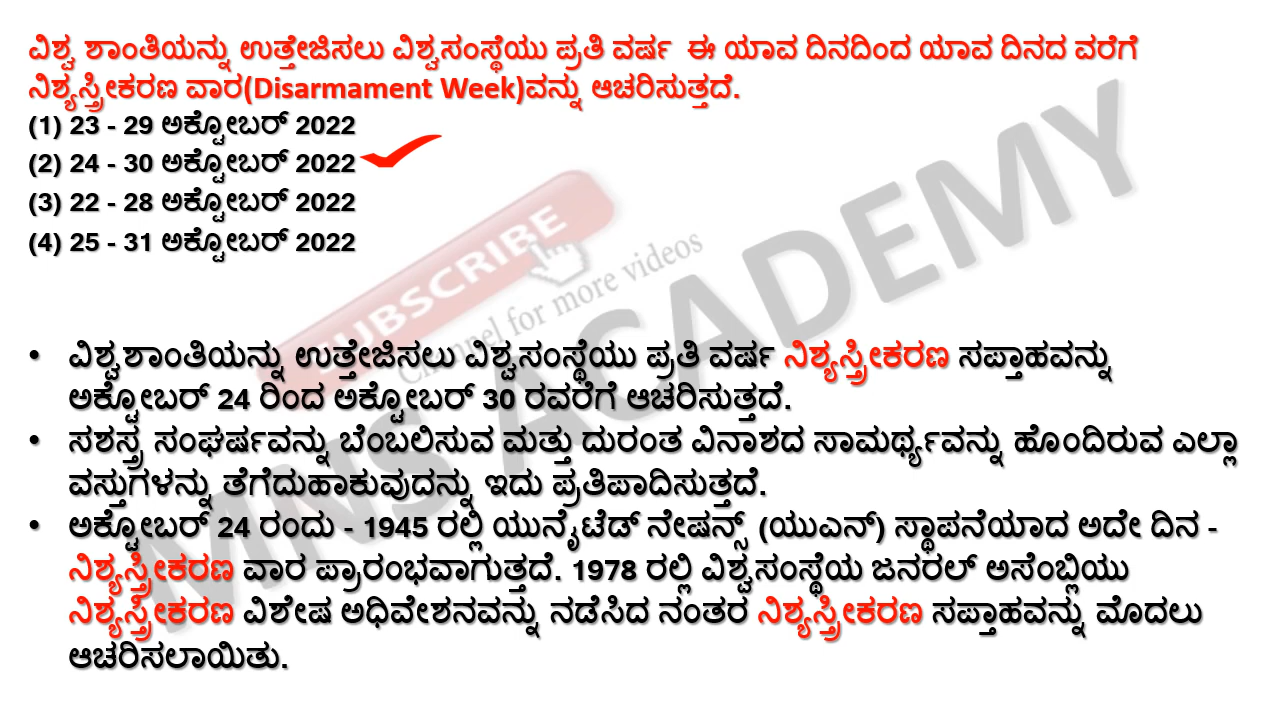 ವಿಶ್ವ ಶಾಂತಿಯನ್ನು ಉತ್ತೇಜಿಸಲು ವಿಶ್ವಸಂಸ್ಥೆಯು ಪ್ರತಿ ವರ್ಷ ಈ ಯಾವ ದಿನದಿಂದ ಯಾವ ದಿನದ ವರೆಗೆ
ನಿಶ್ಯಸ್ತ್ರೀಕರಣ ವಾರ(Disarmament Week)ವನ್ನು ಆಚರಿಸುತ್ತದೆ.
(1) 23 - 29 ಅಕ್ಟೋಬರ್ 2022
(2) 24 - 30 ಅಕ್ಟೋಬರ್ 2022
(3) 22 - 28 ಅಕ್ಟೋಬರ್ 2022
(4) 25 - 31 ಅಕ್ಟೋಬರ್ 2022
SUBSCRIBE
Channel for more videos
MNS ACADEMY
• ವಿಶ್ವಶಾಂತಿಯನ್ನು ಉತ್ತೇಜಿಸಲು ವಿಶ್ವಸಂಸ್ಥೆಯು ಪ್ರತಿ ವರ್ಷ ನಿಶ್ಯಸ್ತ್ರೀಕರಣ ಸಪ್ತಾಹವನ್ನು
ಅಕ್ಟೋಬರ್ 24 ರಿಂದ ಅಕ್ಟೋಬರ್ 30 ರವರೆಗೆ ಆಚರಿಸುತ್ತದೆ.
• ಸಶಸ್ತ್ರ ಸಂಘರ್ಷವನ್ನು ಬೆಂಬಲಿಸುವ ಮತ್ತು ದುರಂತ ವಿನಾಶದ ಸಾಮರ್ಥ್ಯವನ್ನು ಹೊಂದಿರುವ ಎಲ್ಲಾ
ವಸ್ತುಗಳನ್ನು ತೆಗೆದುಹಾಕುವುದನ್ನು ಇದು ಪ್ರತಿಪಾದಿಸುತ್ತದೆ.
• ಅಕ್ಟೋಬರ್ 24 ರಂದು - 1945 ರಲ್ಲಿ ಯುನೈಟೆಡ್ ನೇಷನ್ಸ್ (ಯುಎನ್) ಸ್ಥಾಪನೆಯಾದ ಅದೇ ದಿನ -
ನಿಶ್ಯಸ್ತ್ರೀಕರಣ ವಾರ ಪ್ರಾರಂಭವಾಗುತ್ತದೆ. 1978 ರಲ್ಲಿ ವಿಶ್ವಸಂಸ್ಥೆಯ ಜನರಲ್ ಅಸೆಂಬ್ಲಿಯು
ನಿಶ್ಯಸ್ತ್ರೀಕರಣ ವಿಶೇಷ ಅಧಿವೇಶನವನ್ನು ನಡೆಸಿದ ನಂತರ ನಿಶ್ಯಸ್ತ್ರೀಕರಣ ಸಪ್ತಾಹವನ್ನು ಮೊದಲು
ಆಚರಿಸಲಾಯಿತು.